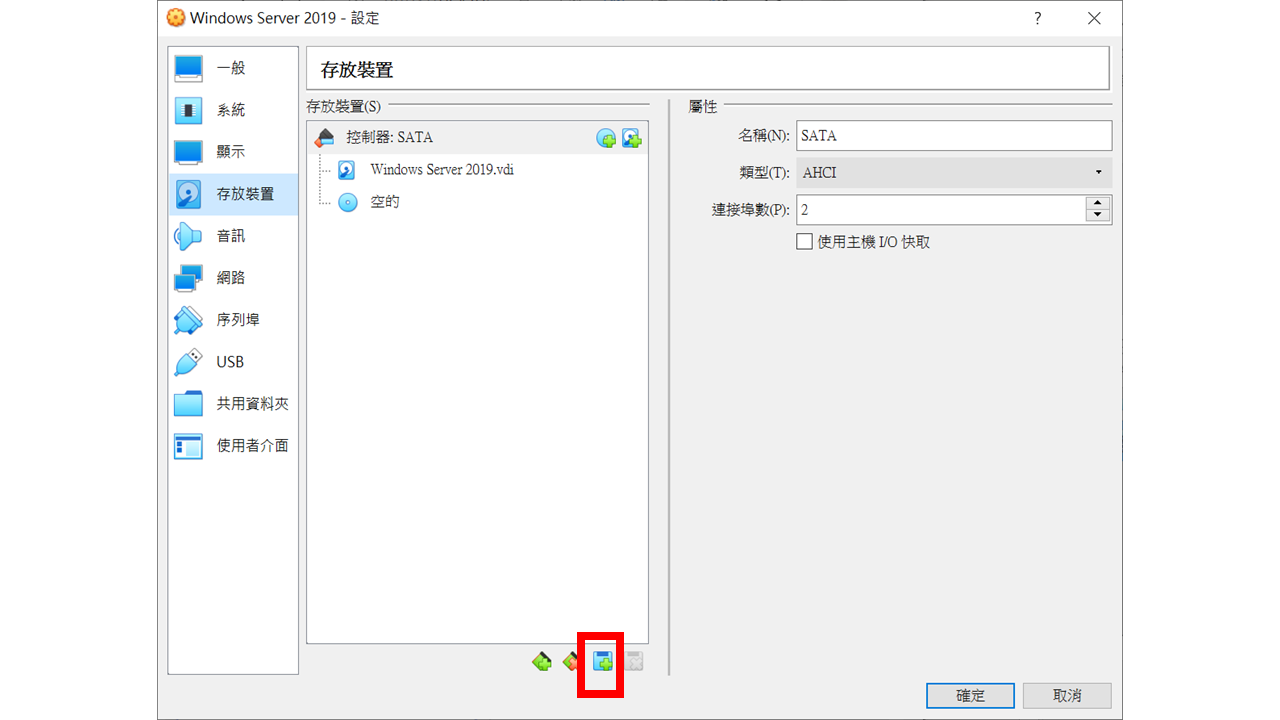 Windows Server 2019 - 設定
?
一般
系統
顯示
存放裝置
音訊
網路
序列埠
USB
共用資料夾
使用者介面
存放裝置
存放裝置(S)
控制器: SATA
Windows Server 2019.vdi
空的
屬性
名稱(N): SATA
類型(T): AHCI
連接埠數(P): 2
使用主機 I/O 快取
確定
取消